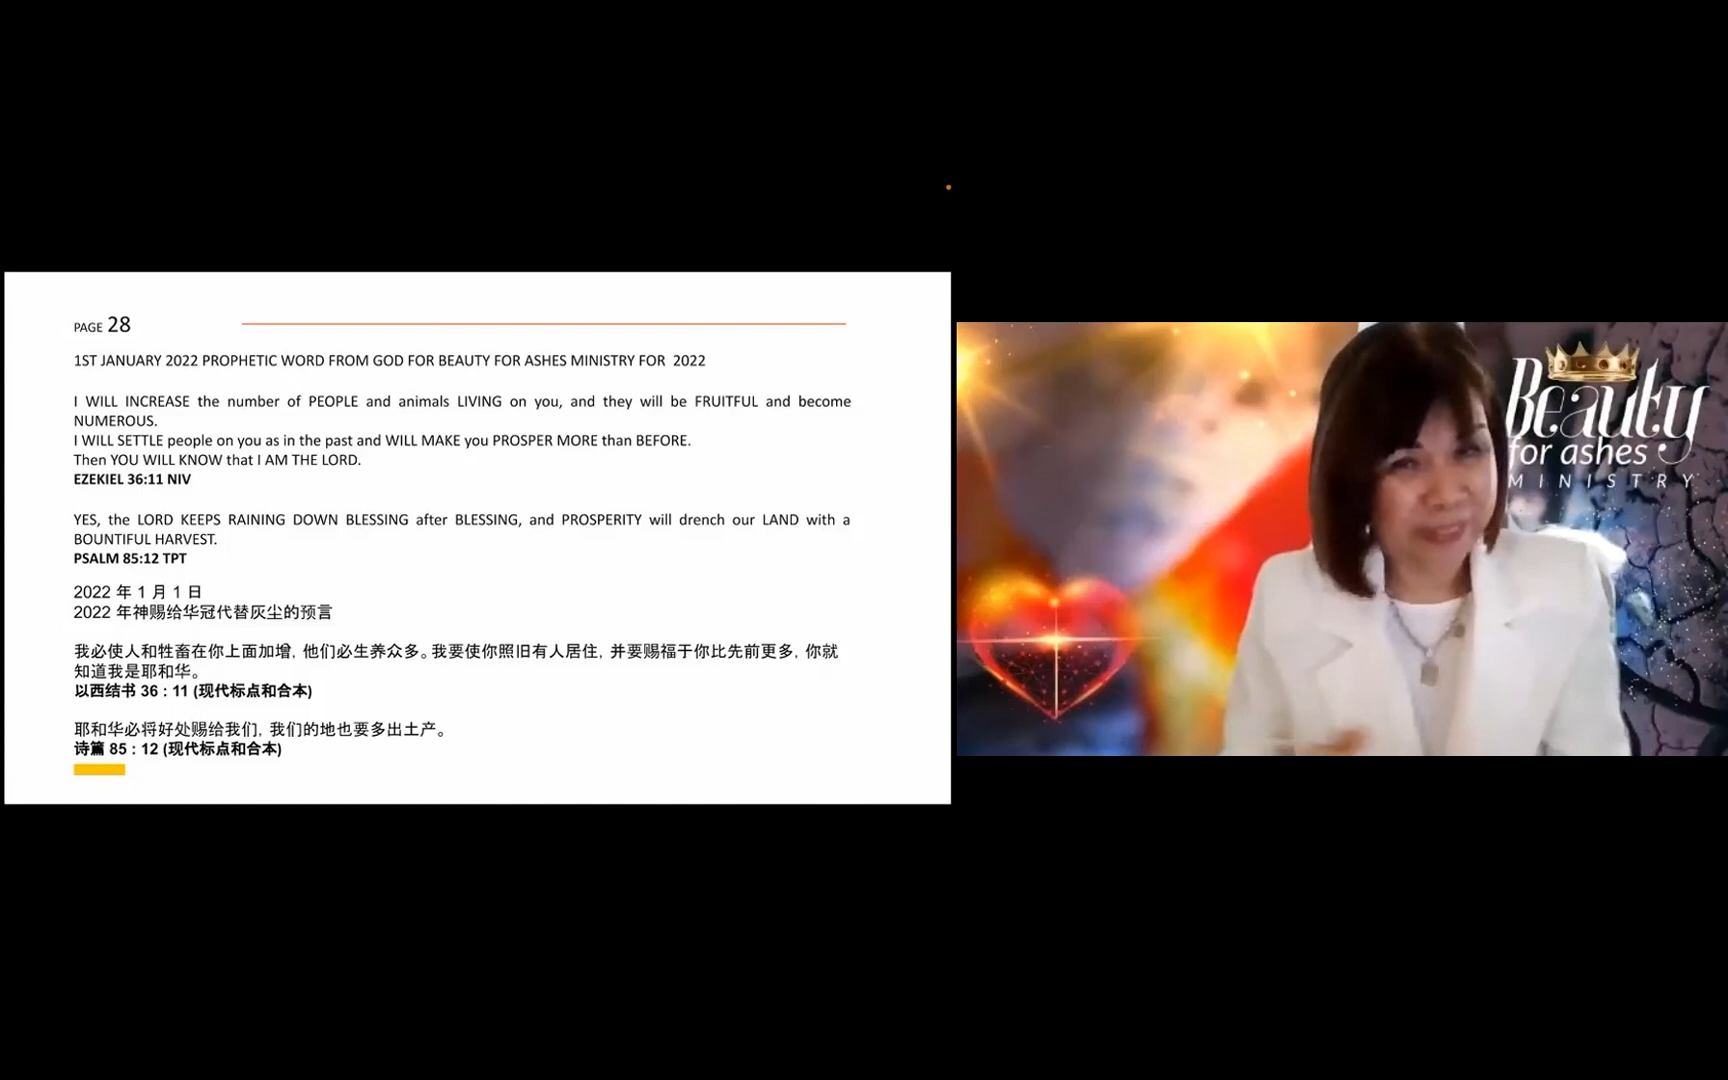 PAGE 28
1ST JANUARY 2022 PROPHETIC WORD FROM GOD FOR BEAUTY FOR ASHES MINISTRY FOR 2022
I WILL INCREASE the number of PEOPLE and animals LIVING on you, and they will be FRUITFUL and become
NUMEROUS.
I WILL SETTLE people on you as in the past and WILL MAKE you PROSPER MORE than BEFORE.
Then YOU WILL KNOW that I AM THE LORD.
EZEKIEL 36:11 NIV
YES, the LORD KEEPS RAINING DOWN BLESSING after BLESSING, and PROSPERITY will drench our LAND with a
BOUNTIFUL HARVEST.
PSALM 85:12 TPT
2022 年 1 月 1 日
2022 年神赐给华冠代替灰尘的预言
我必使人和牲畜在你上面加增, 他们必生养众多。我要使你照旧有人居住, 并要赐福于你比先前更多, 你就
知道我是耶和华。
以西结书 36 : 11 (现代标点和合本)
耶和华必将好处赐给我们, 我们的地也要多出土产。
诗篇 85 : 12 (现代标点和合本)
Beauty
for ashes
MINISTRY